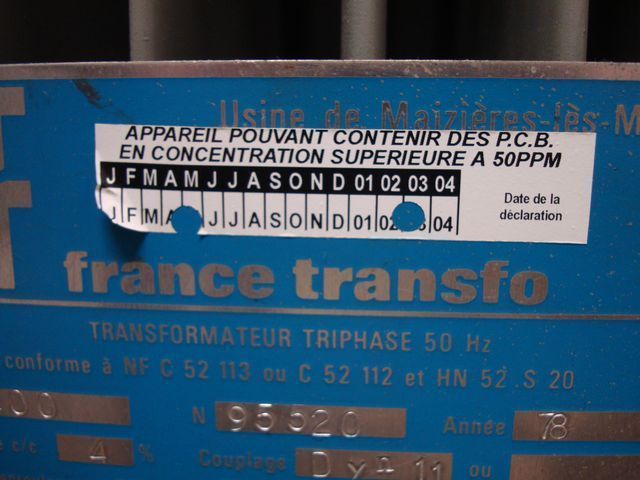 Usine de Maizières-lès-M
APPAREIL POUVANT CONTENIR DES P.C.B.
EN CONCENTRATION SUPERIEURE A 50PPM
J F M A M J J A S O N D 01 02 03 04
J F M A J J A S O N D 01 02 04
Date de la
déclaration
france transfo
TRANSFORMATEUR TRIPHASE 50 Hz
conforme à NF C 52 113 ou C 52 112 et HN 52 .S 20
N 95520 Année 78
c/c 4 % Couplage Dyn 11 ou